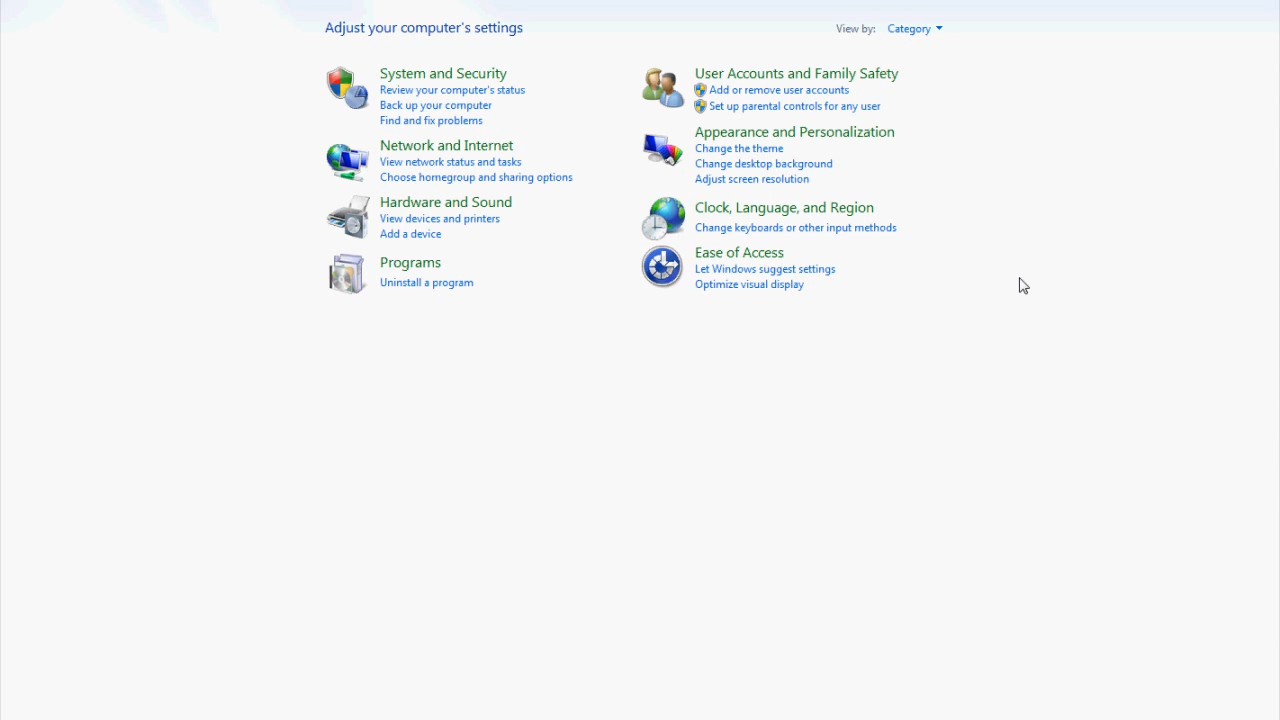 Adjust your computer's settings
View by: Category
System and Security
Review your computer's status
Back up your computer
Find and fix problems
Network and Internet
View network status and tasks
Choose homegroup and sharing options
Hardware and Sound
View devices and printers
Add a device
Programs
Uninstall a program
User Accounts and Family Safety
Add or remove user accounts
Set up parental controls for any user
Appearance and Personalization
Change the theme
Change desktop background
Adjust screen resolution
Clock, Language, and Region
Change keyboards or other input methods
Ease of Access
Let Windows suggest settings
Optimize visual display